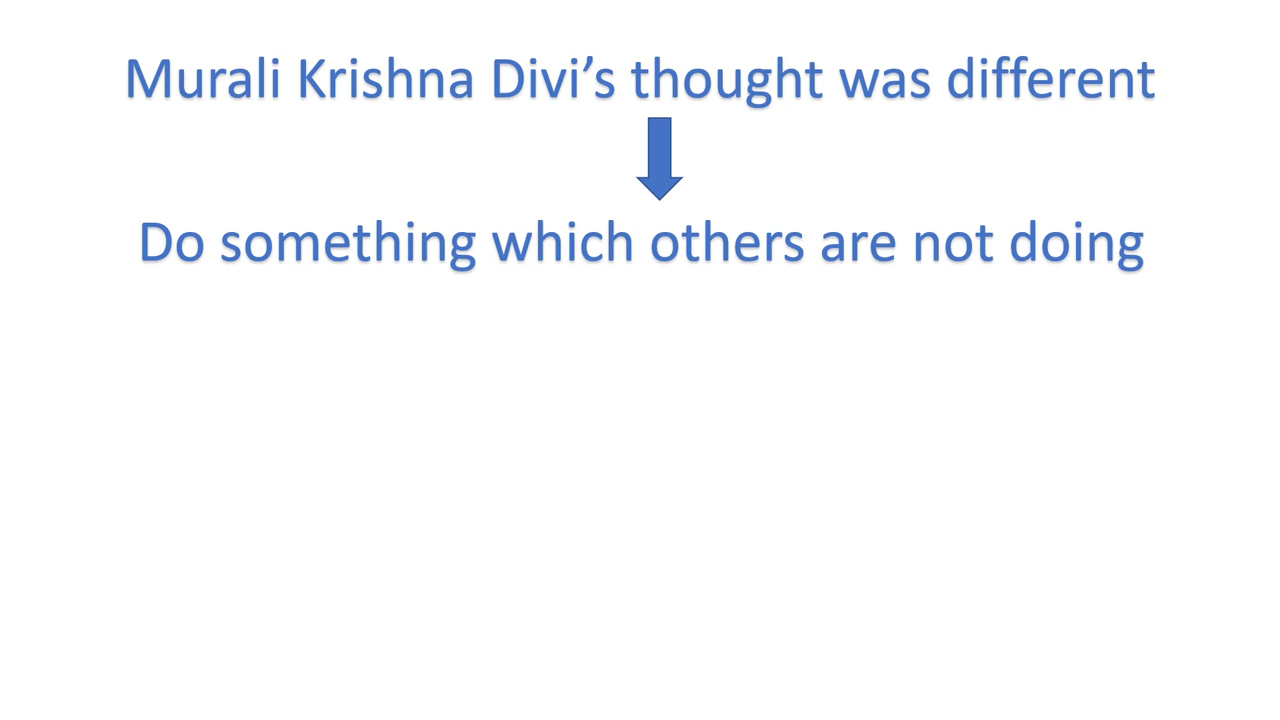 Murali Krishna Divi’s thought was different
Do something which others are not doing